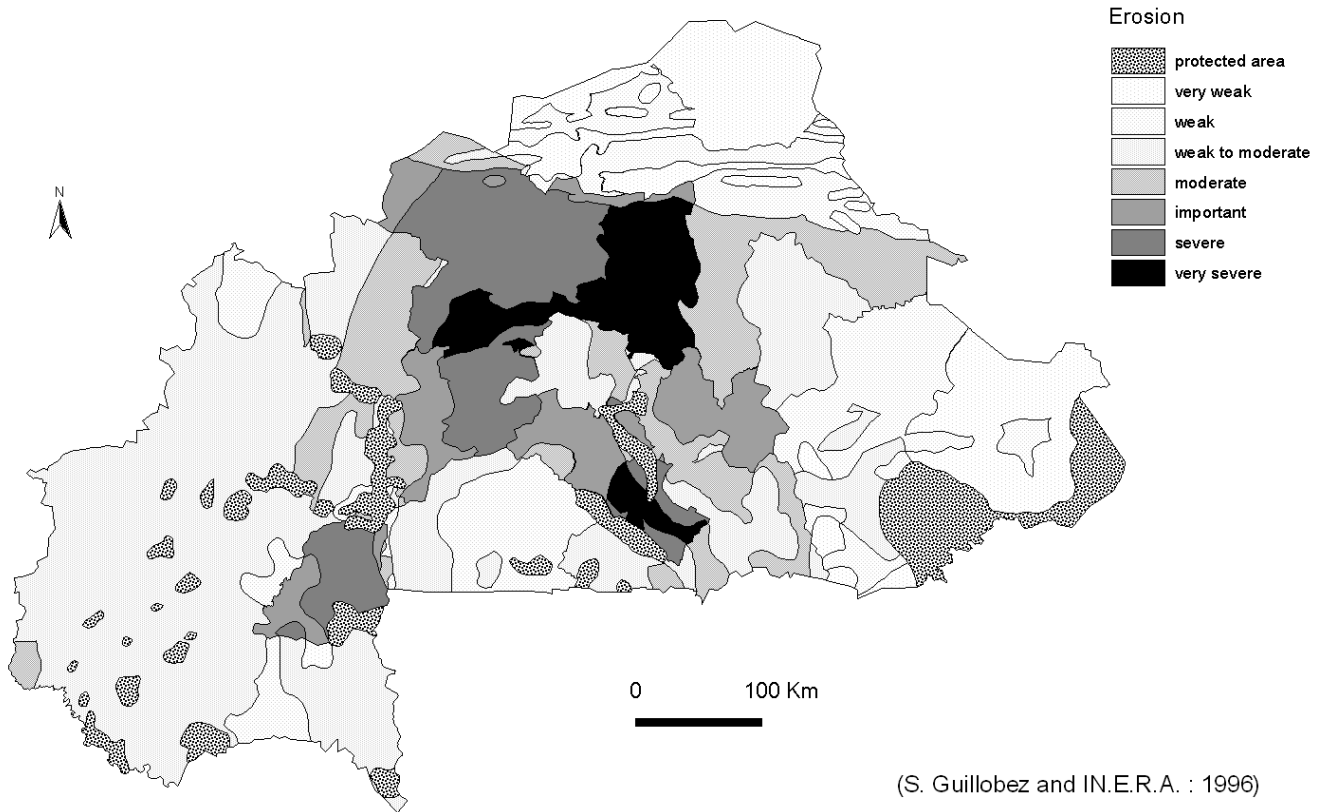 Erosion
protected area
very weak
weak
weak to moderate
moderate
important
severe
very severe
N
0 100 Km
(S. Guillobez and IN.E.R.A. : 1996)